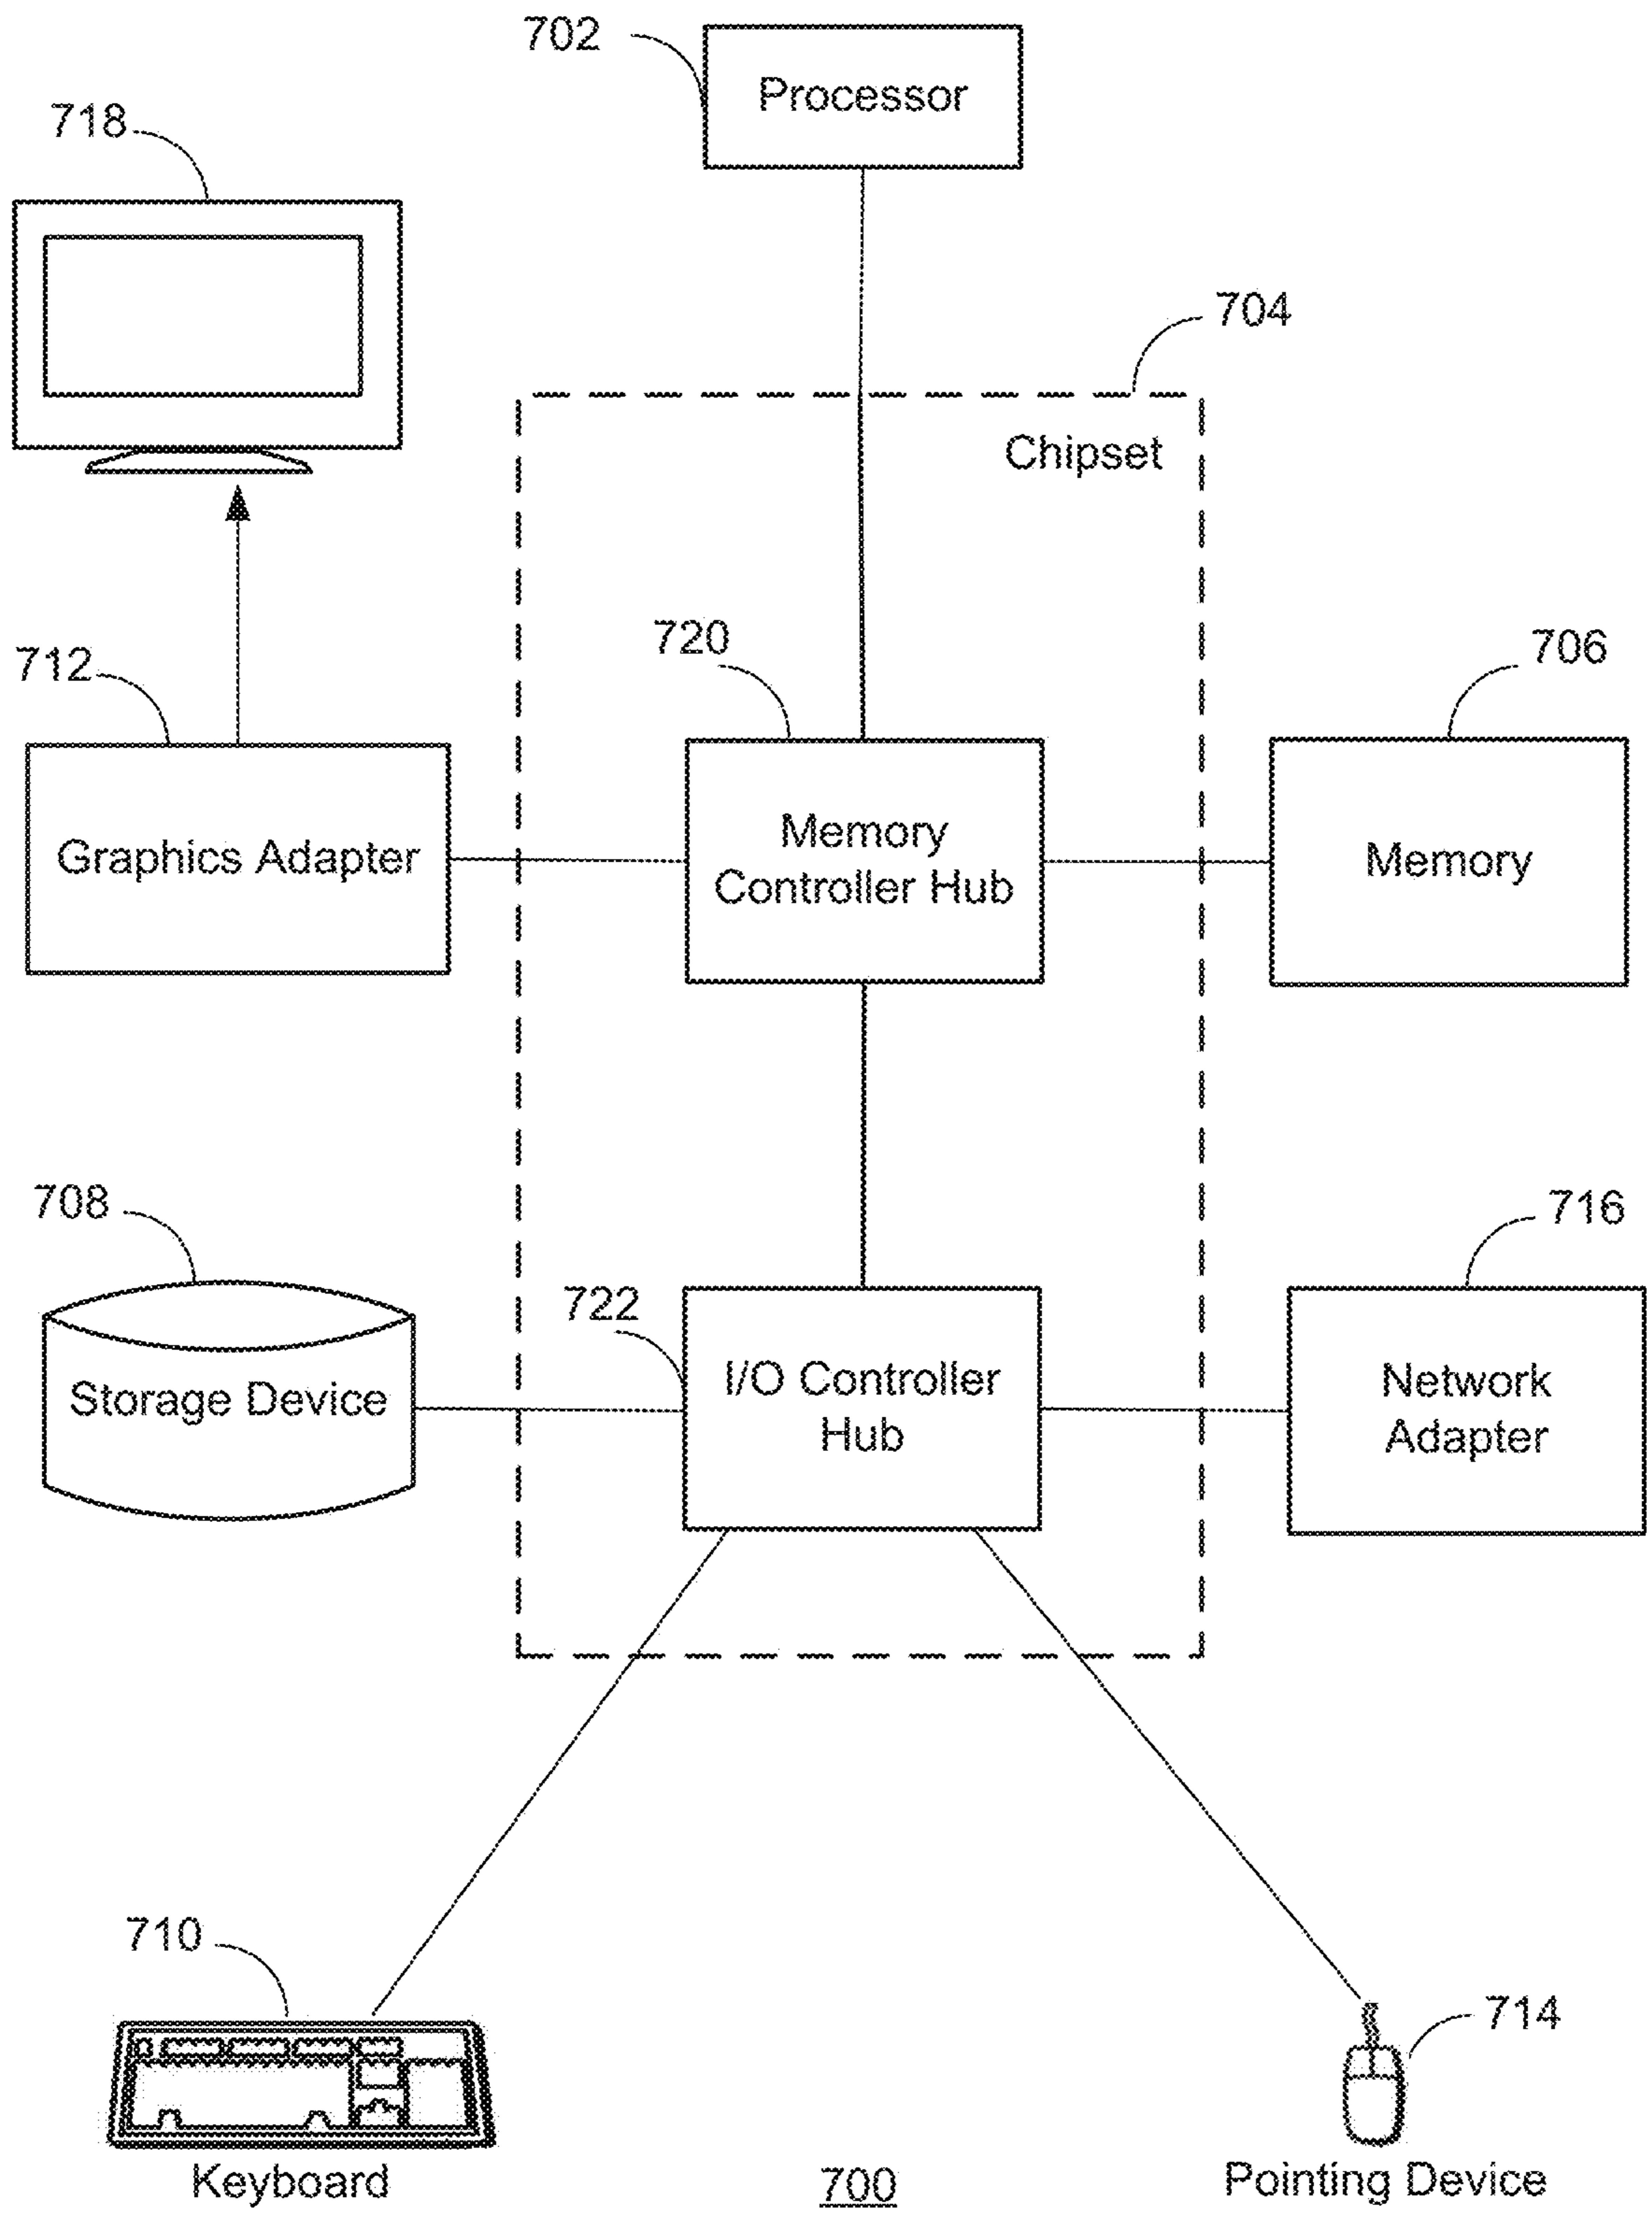 702
Processor
718
704
Chipset
720
706
712
Memory
Controller Hub
Graphics Adapter
Memory
708
716
722
I/O Controller
Hub
Storage Device
Network
Adapter
710
714
Keyboard
700
Pointing Device